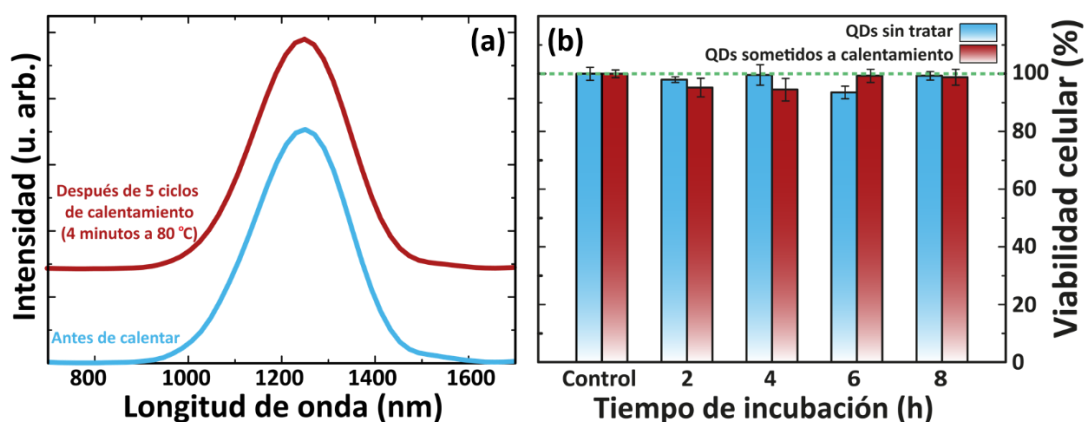 (a)
Intensidad (u. arb.)
Después de 5 ciclos
de calentamiento
(4 minutos a 80 °C)
Antes de calentar
800 1000 1200 1400 1600
Longitud de onda (nm)
(b)
QDs sin tratar
QDs sometidos a calentamiento
100
80
60
40
20
0
Viabilidad celular (%)
Control 2 4 6 8
Tiempo de incubación (h)